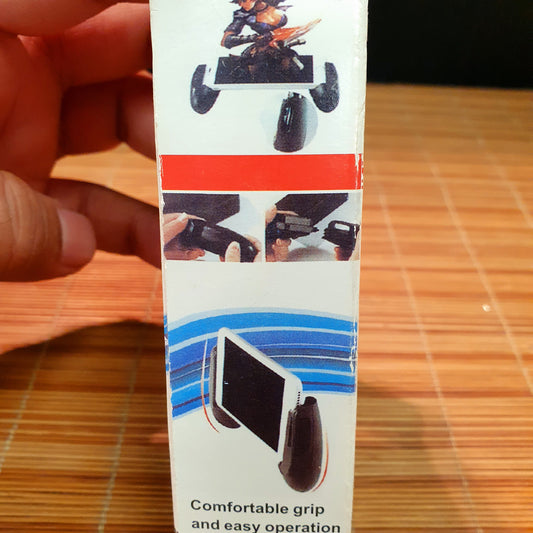 Comfortable grip
and easy operation